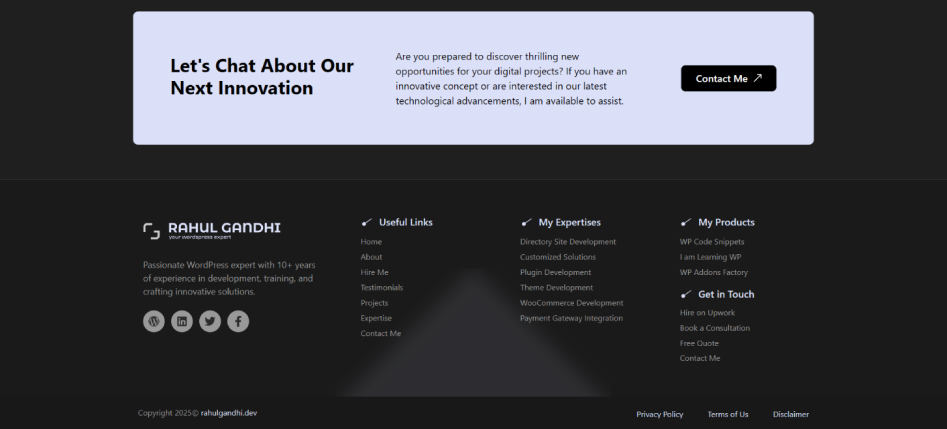 Let's Chat About Our
Next Innovation
Are you prepared to discover thrilling new
opportunities for your digital projects? If you have an
innovative concept or are interested in our latest
technological advancements, I am available to assist.
Contact Me
RAHUL GANDHI
your wordpress expert
Passionate WordPress expert with 10+ years
of experience in development, training, and
crafting innovative solutions.
Useful Links
Home
About
Hire Me
Testimonials
Projects
Expertise
Contact Me
My Expertises
Directory Site Development
Customized Solutions
Plugin Development
Theme Development
WooCommerce Development
Payment Gateway Integration
My Products
WP Code Snippets
I am Learning WP
WP Addons Factory
Get in Touch
Hire on Upwork
Book a Consultation
Free Quote
Contact Me
Copyright 2025© rahulgandhi.dev
Privacy Policy
Terms of Us
Disclaimer